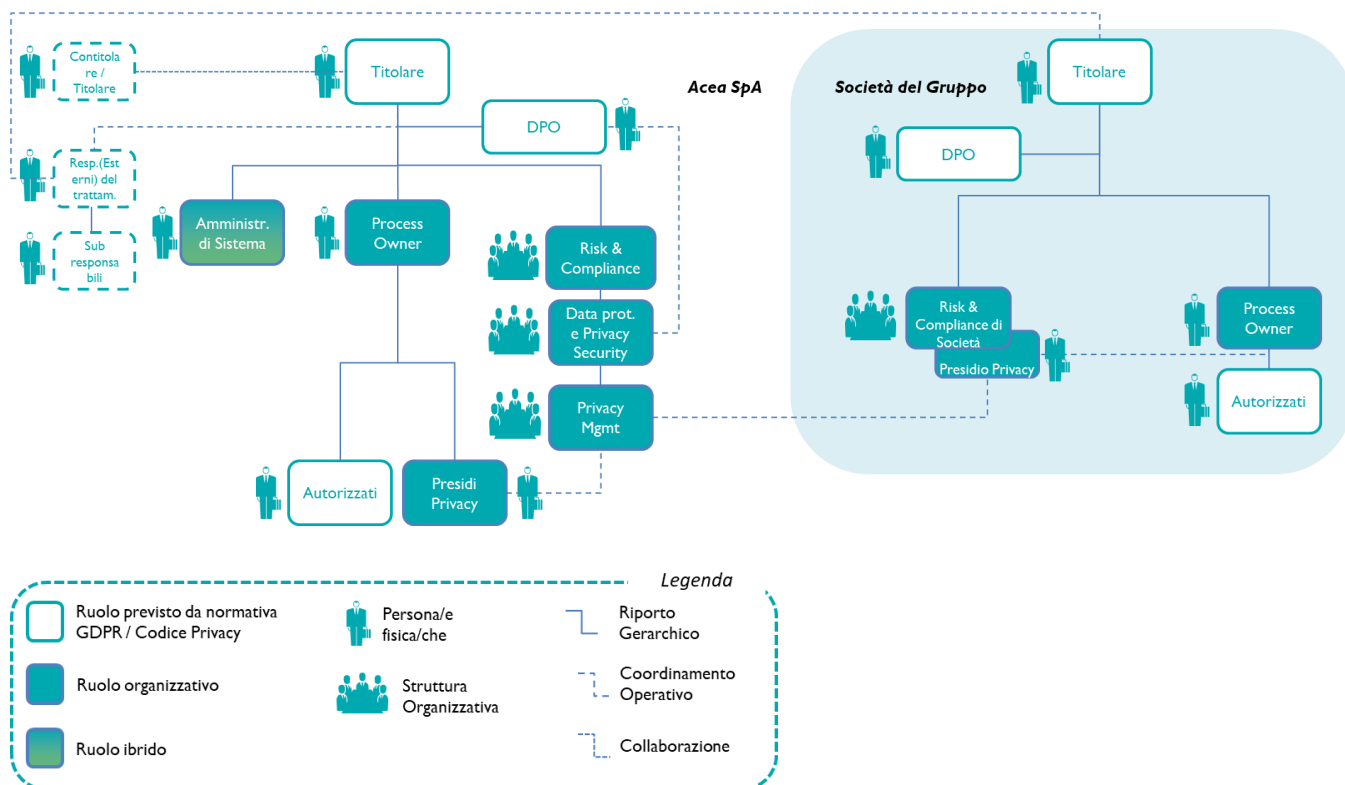 Contitola
re /
Titolare
Titolare
Acea SpA
Società del Gruppo
Titolare
DPO
DPO
Resp.(Est
erni) del
trattam.
Sub
responsa
bili
Amministr.
di Sistema
Process
Owner
Risk &
Compliance
Data prot.
e Privacy
Security
Privacy
Mgmt
Autorizzati
Presidi
Privacy
Risk &
Compliance di
Società
Presidio Privacy
Process
Owner
Autorizzati
Legenda
Ruolo previsto da normativa
GDPR / Codice Privacy
Ruolo organizzativo
Ruolo ibrido
Persona/e
fisica/che
Struttura
Organizzativa
Riporto
Gerarchico
Coordinamento
Operativo
Collaborazione